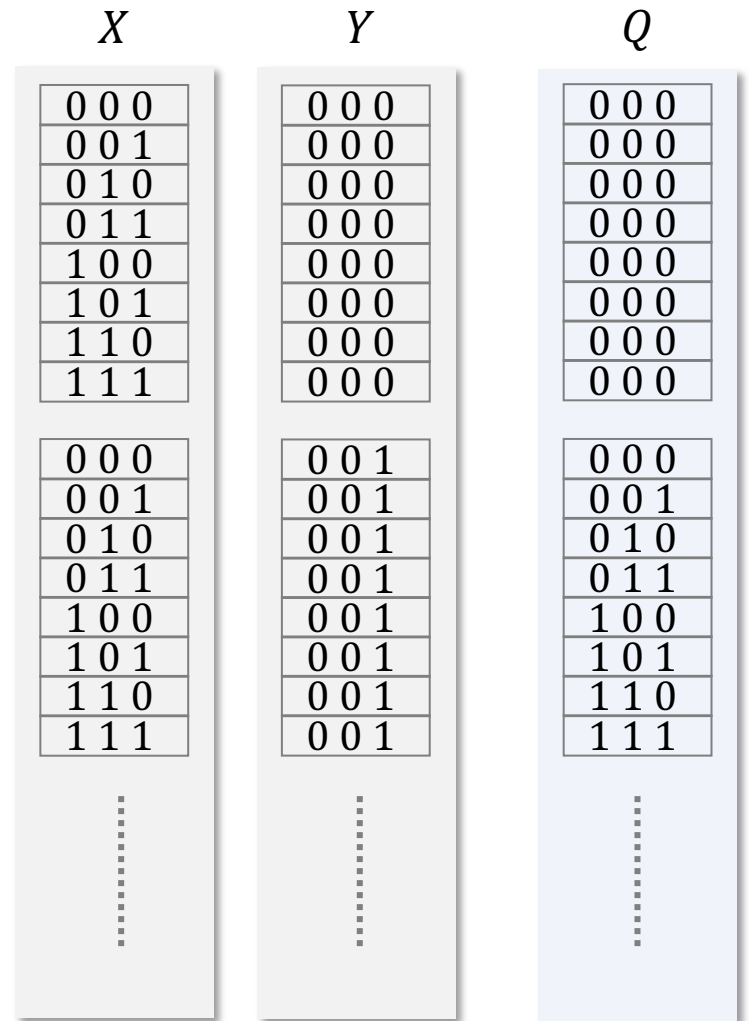 X Y Q
0 0 0 0 0 0 0 0 0
0 0 1 0 0 0 0 0 0
0 1 0 0 0 0 0 0 0
0 1 1 0 0 0 0 0 0
1 0 0 0 0 0 0 0 0
1 0 1 0 0 0 0 0 0
1 1 0 0 0 0 0 0 0
1 1 1 0 0 0 0 0 0
0 0 0 0 0 1 0 0 0
0 0 1 0 0 1 0 0 1
0 1 0 0 0 1 0 1 0
0 1 1 0 0 1 0 1 1
1 0 0 0 0 1 1 0 0
1 0 1 0 0 1 1 0 1
1 1 0 0 0 1 1 1 0
1 1 1 0 0 1 1 1 1